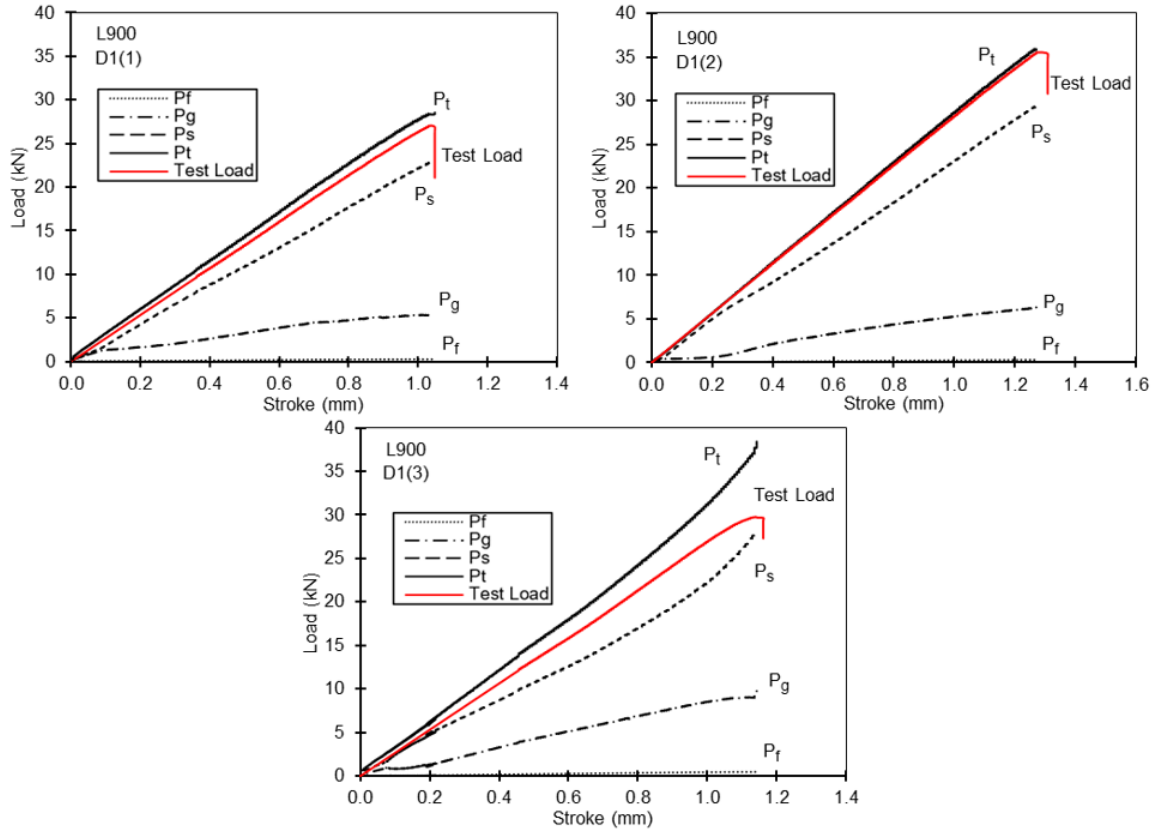 L900
D1(1)
Pf
Pg
Ps
Pt
Test Load
Pt
Test Load
Ps
Pg
Pf
40
35
30
25
20
15
10
5
0
Load (kN)
0.0 0.2 0.4 0.6 0.8 1.0 1.2 1.4
Stroke (mm)
L900
D1(2)
Pf
Pg
Ps
Pt
Test Load
Pt
Test Load
Ps
Pg
Pf
40
35
30
25
20
15
10
5
0
Load (kN)
0.0 0.2 0.4 0.6 0.8 1.0 1.2 1.4 1.6
Stroke (mm)
L900
D1(3)
Pf
Pg
Ps
Pt
Test Load
Pt
Test Load
Ps
Pg
Pf
40
35
30
25
20
15
10
5
0
Load (kN)
0.0 0.2 0.4 0.6 0.8 1.0 1.2 1.4
Stroke (mm)